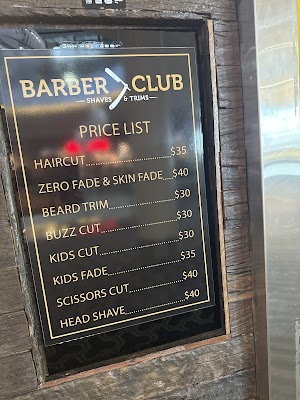 BARBER CLUB
SHAVES & TRIMS
PRICE LIST
HAIRCUT.....................$35
ZERO FADE & SKIN FADE....$40
BEARD TRIM..................$30
BUZZ CUT.....................$30
KIDS CUT......................$30
KIDS FADE....................$35
SCISSORS CUT...............$40
HEAD SHAVE..................$40